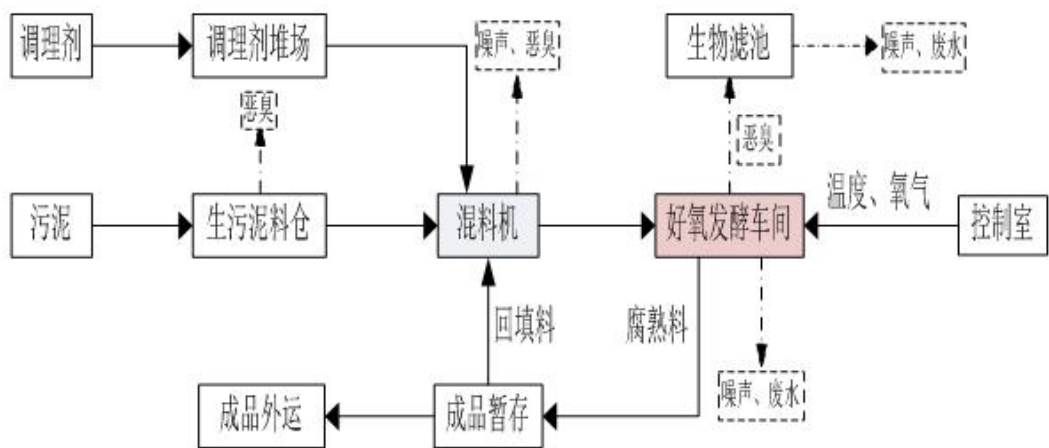 调理剂
调理剂堆场
噪声、恶臭
生物滤池
噪声、废水
恶臭
恶臭
温度、氧气
污泥
生污泥料仓
混料机
好氧发酵车间
控制室
回填料
腐熟料
噪声、废水
成品外运
成品暂存